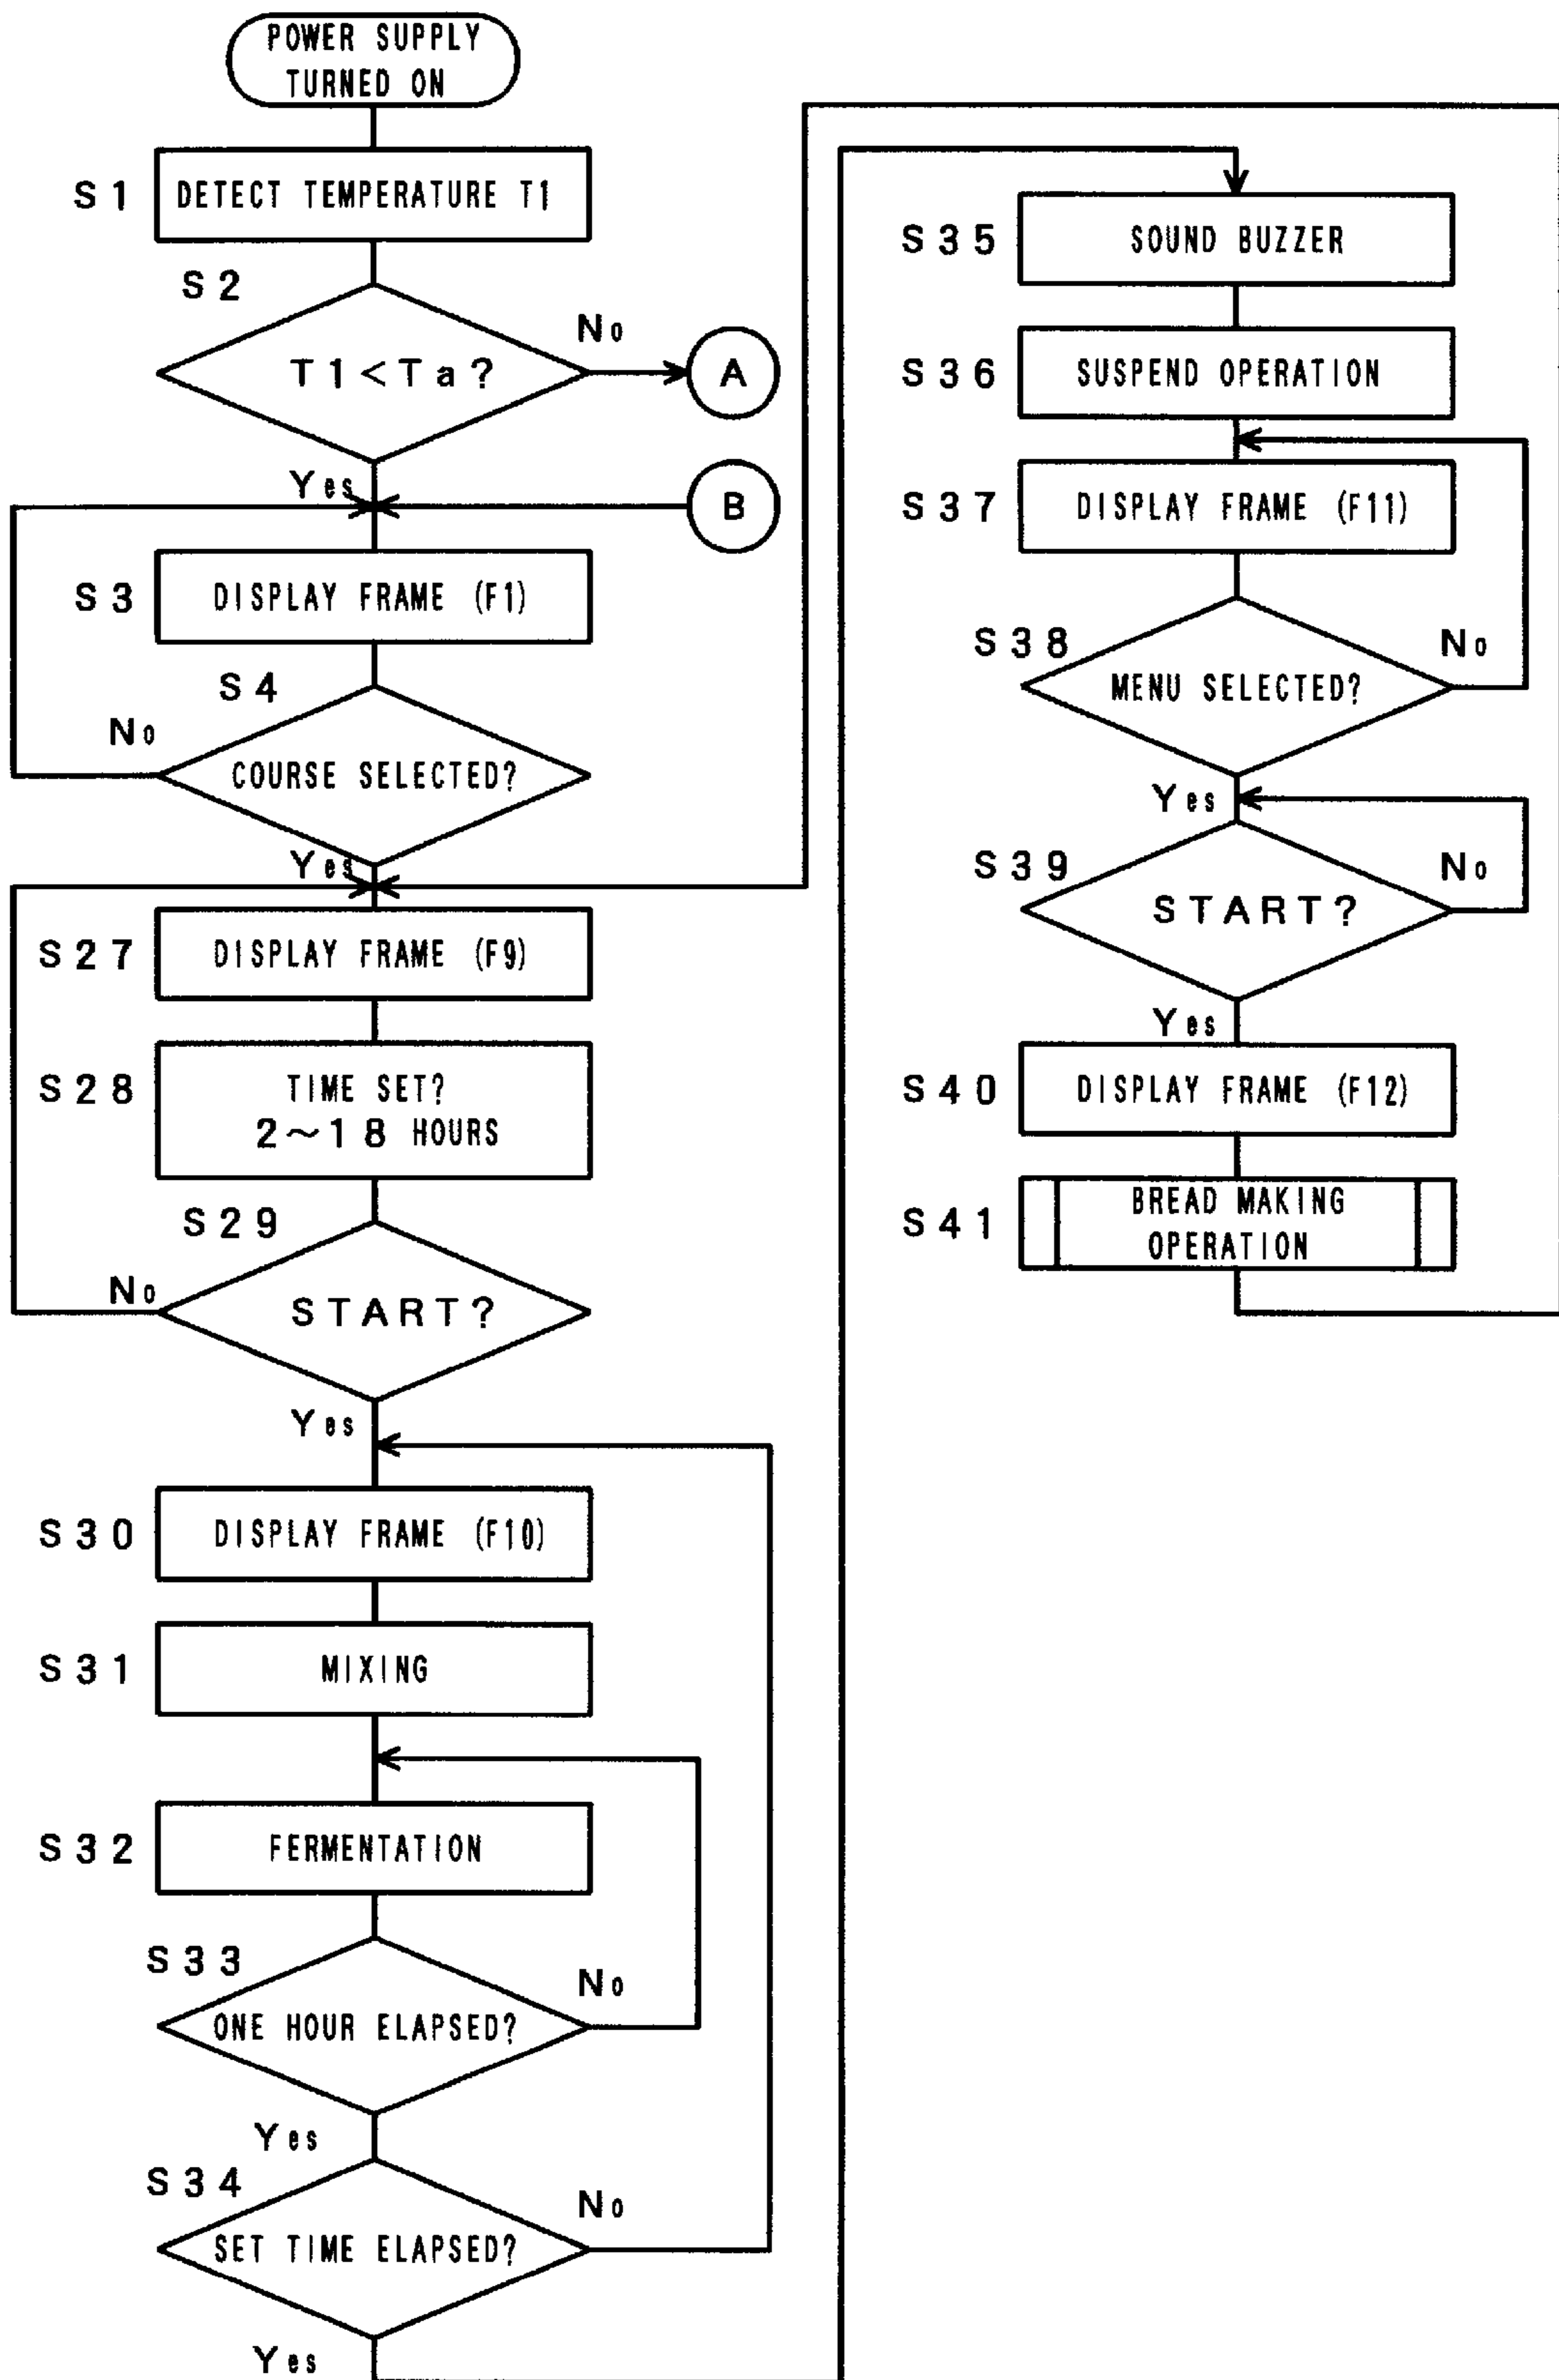 POWER SUPPLY
TURNED ON
S1
DETECT TEMPERATURE T1
S2
T1<Ta?
No
A
Yes
B
S3
DISPLAY FRAME (F1)
S4
No
COURSE SELECTED?
Yes
S27
DISPLAY FRAME (F9)
S28
TIME SET?
2~18 HOURS
S29
No
START?
Yes
S30
DISPLAY FRAME (F10)
S31
MIXING
S32
FERMENTATION
S33
No
ONE HOUR ELAPSED?
Yes
S34
No
SET TIME ELAPSED?
Yes
S35
SOUND BUZZER
S36
SUSPEND OPERATION
S37
DISPLAY FRAME (F11)
S38
No
MENU SELECTED?
Yes
S39
No
START?
Yes
S40
DISPLAY FRAME (F12)
S41
BREAD MAKING
OPERATION